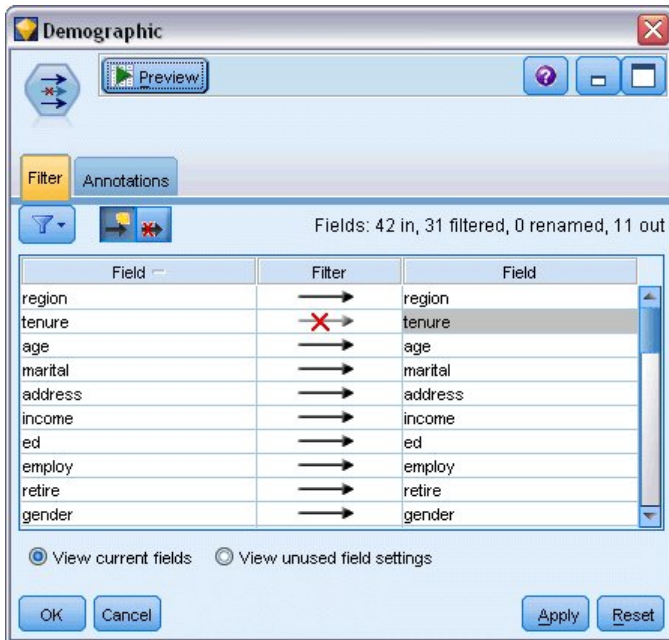 Demographic
Preview
Filter Annotations
Fields: 42 in, 31 filtered, 0 renamed, 11 out
Field Filter Field
region region
tenure tenure
age age
marital marital
address address
income income
ed ed
employ employ
retire retire
gender gender
View current fields View unused field settings
OK Cancel Apply Reset